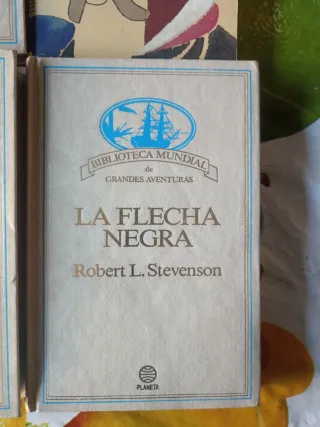 BIBLIOTECA MUNDIAL
de
GRANDES AVENTURAS
LA FLECHA
NEGRA
Robert L. Stevenson
PLANETA